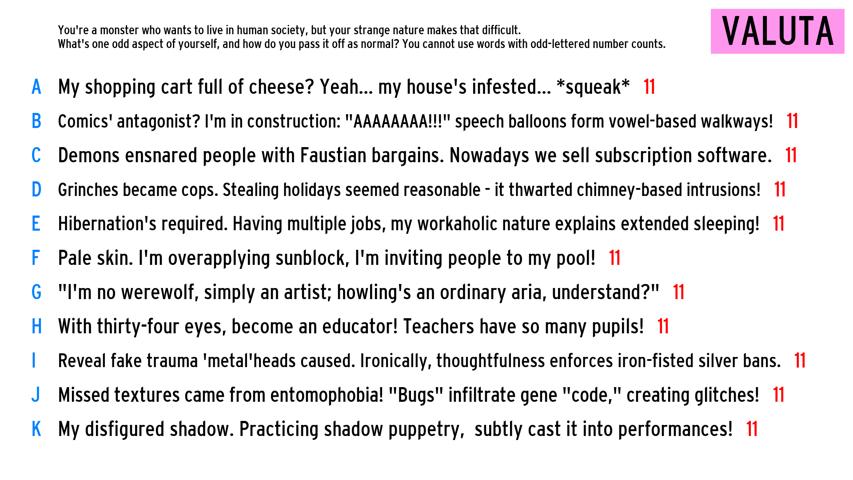 You're a monster who wants to live in human society, but your strange nature makes that difficult.
What's one odd aspect of yourself, and how do you pass it off as normal? You cannot use words with odd-lettered number counts.
VALUTA
A My shopping cart full of cheese? Yeah... my house's infested... *squeak* 11
B Comics' antagonist? I'm in construction: "AAAAAAAA!!!" speech balloons form vowel-based walkways! 11
C Demons ensnared people with Faustian bargains. Nowadays we sell subscription software. 11
D Grinches became cops. Stealing holidays seemed reasonable - it thwarted chimney-based intrusions! 11
E Hibernation's required. Having multiple jobs, my workaholic nature explains extended sleeping! 11
F Pale skin. I'm overapplying sunblock, I'm inviting people to my pool! 11
G "I'm no werewolf, simply an artist; howling's an ordinary aria, understand?" 11
H With thirty-four eyes, become an educator! Teachers have so many pupils! 11
I Reveal fake trauma 'metal'heads caused. Ironically, thoughtfulness enforces iron-fisted silver bans. 11
J Missed textures came from entomophobia! "Bugs" infiltrate gene "code," creating glitches! 11
K My disfigured shadow. Practicing shadow puppetry, subtly cast it into performances! 11